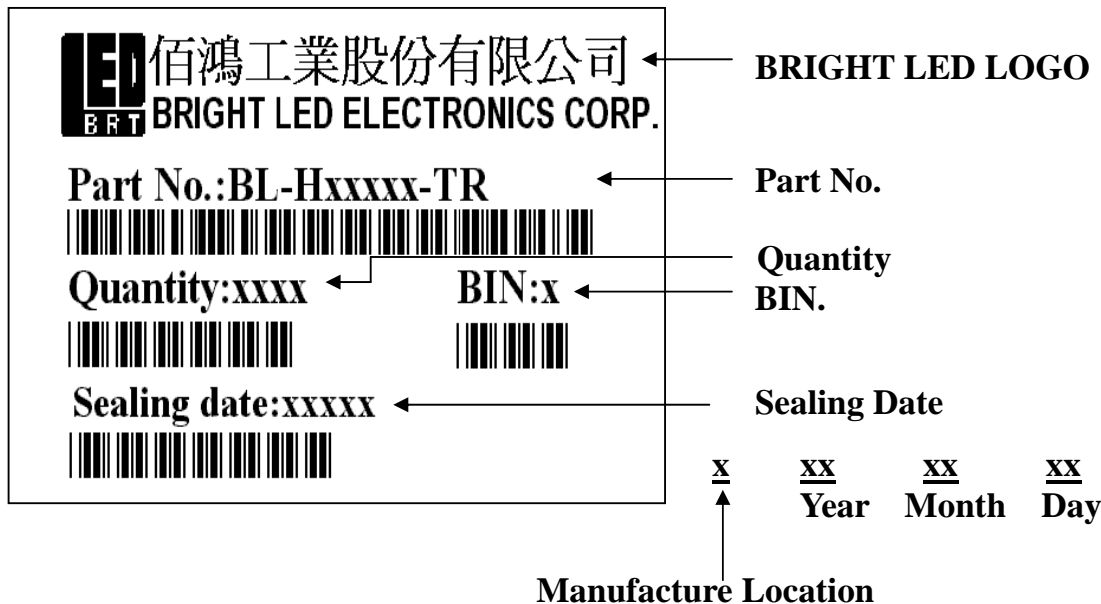 LED
BRT
佰鴻工業股份有限公司
BRIGHT LED ELECTRONICS CORP.
BRIGHT LED LOGO
Part No.:BL-Hxxxxx-TR
Part No.
Quantity:xxxx
BIN:x
Quantity
BIN.
Sealing date:xxxxx
Sealing Date
x xx xx xx
Year Month Day
Manufacture Location